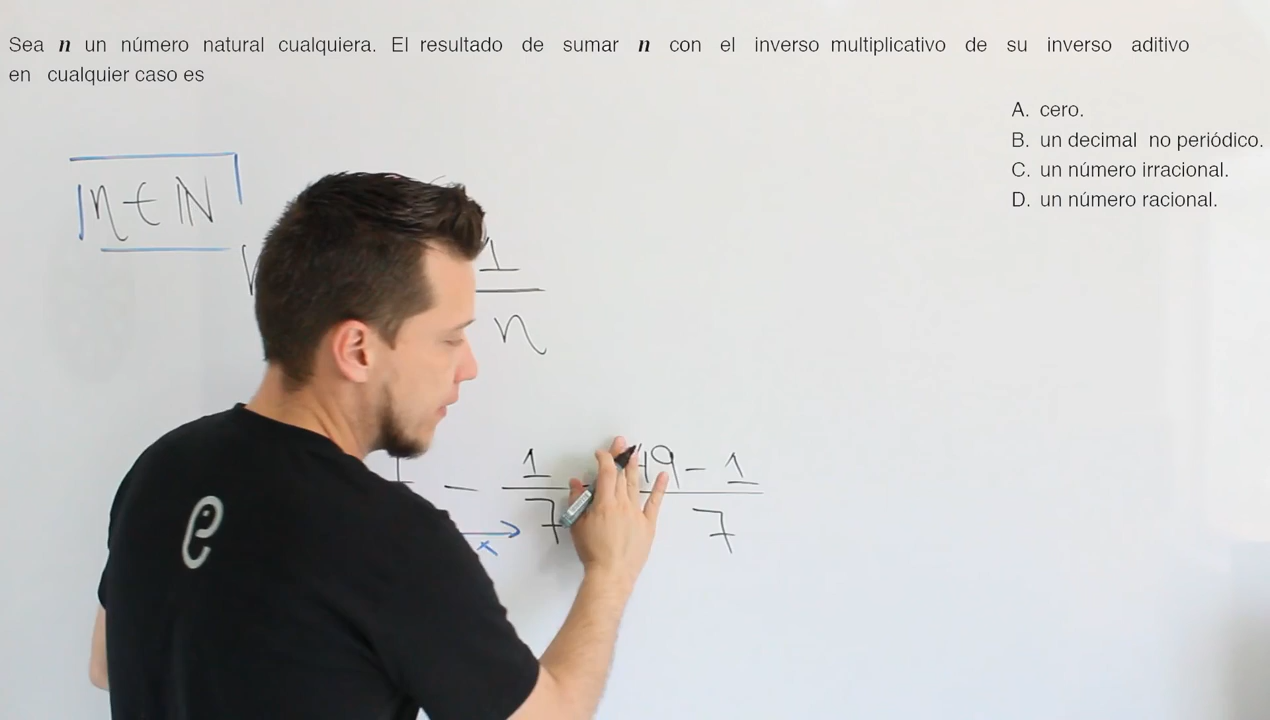 Sea n un número natural cualquiera. El resultado de sumar n con el inverso multiplicativo de su inverso aditivo
en cualquier caso es
A. cero.
B. un decimal no periódico.
C. un número irracional.
D. un número racional.
n ∈ ℕ
1
n
1 49 - 1
- 7 7
x
e